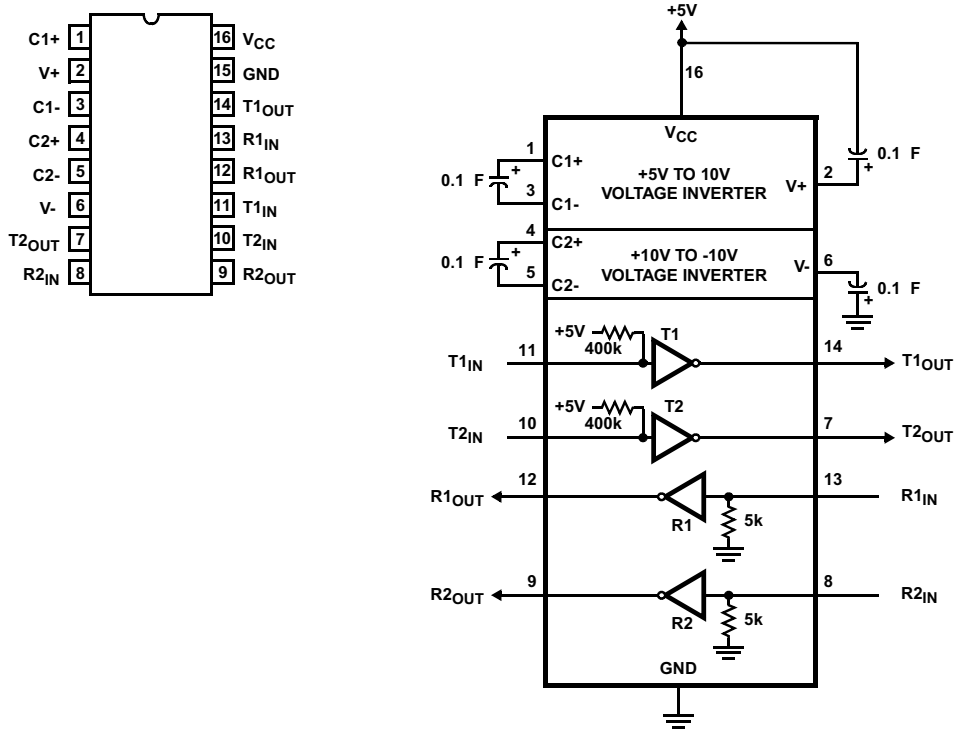 C1+ 1 16 VCC
V+ 2 15 GND
C1- 3 14 T1OUT
C2+ 4 13 R1IN
C2- 5 12 R1OUT
V- 6 11 T1IN
T2OUT 7 10 T2IN
R2IN 8 9 R2OUT
+5V
16
VCC
1 C1+
0.1 F +
3 C1-
+5V TO 10V
VOLTAGE INVERTER
V+ 2
0.1 F
+
4 C2+
0.1 F +
5 C2-
+10V TO -10V
VOLTAGE INVERTER
V- 6
0.1 F
+
+5V
400k
T1
T1IN 11 14 T1OUT
+5V
400k
T2
T2IN 10 7 T2OUT
R1OUT 12 13 R1IN
R1 5k
R2OUT 9 8 R2IN
R2 5k
GND